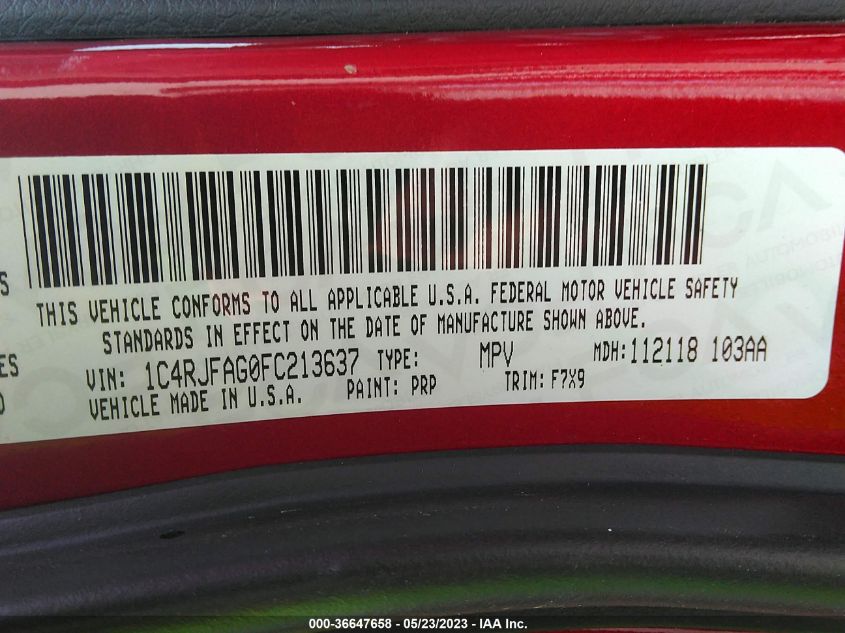 THIS VEHICLE CONFORMS TO ALL APPLICABLE U.S.A. FEDERAL MOTOR VEHICLE SAFETY
STANDARDS IN EFFECT ON THE DATE OF MANUFACTURE SHOWN ABOVE.
VIN: 1C4RJFAG0FC213637 TYPE: MPV MDH:112118 103AA
VEHICLE MADE IN U.S.A. PAINT: PRP TRIM: F7X9
000-36647658 - 05/23/2023 - IAA Inc.